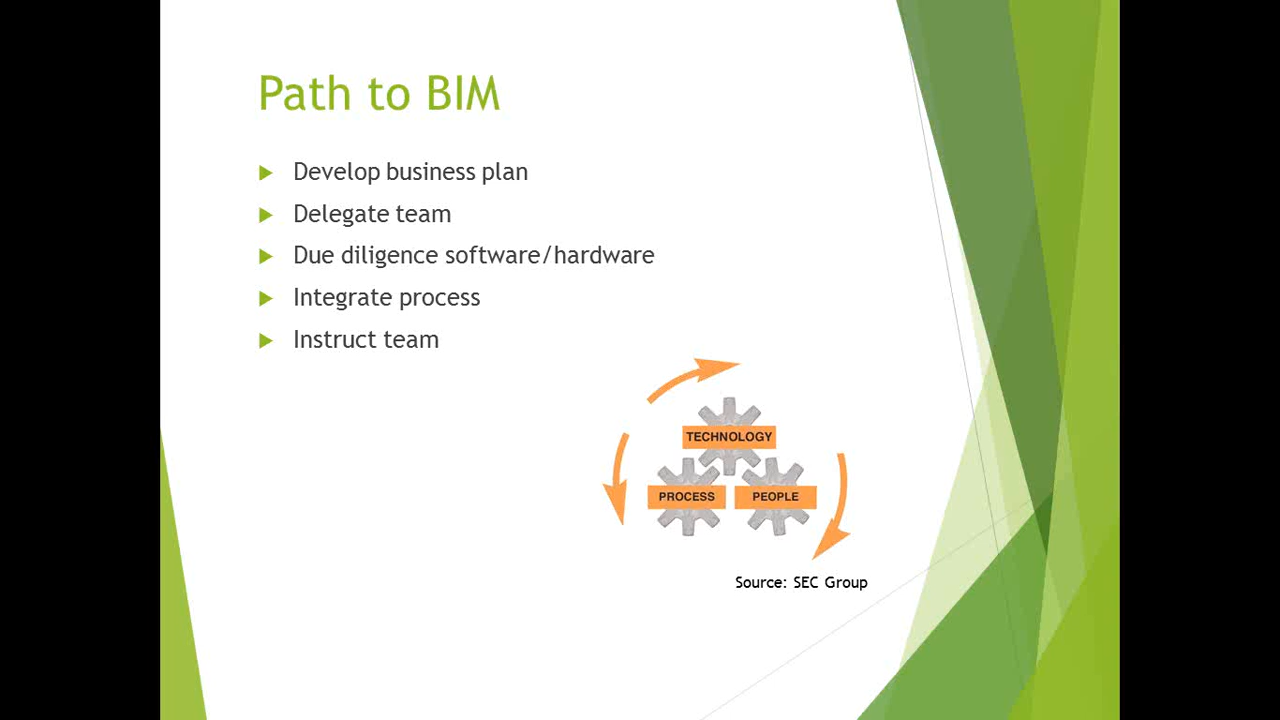 Path to BIM
Develop business plan
Delegate team
Due diligence software/hardware
Integrate process
Instruct team
TECHNOLOGY
PROCESS
PEOPLE
Source: SEC Group